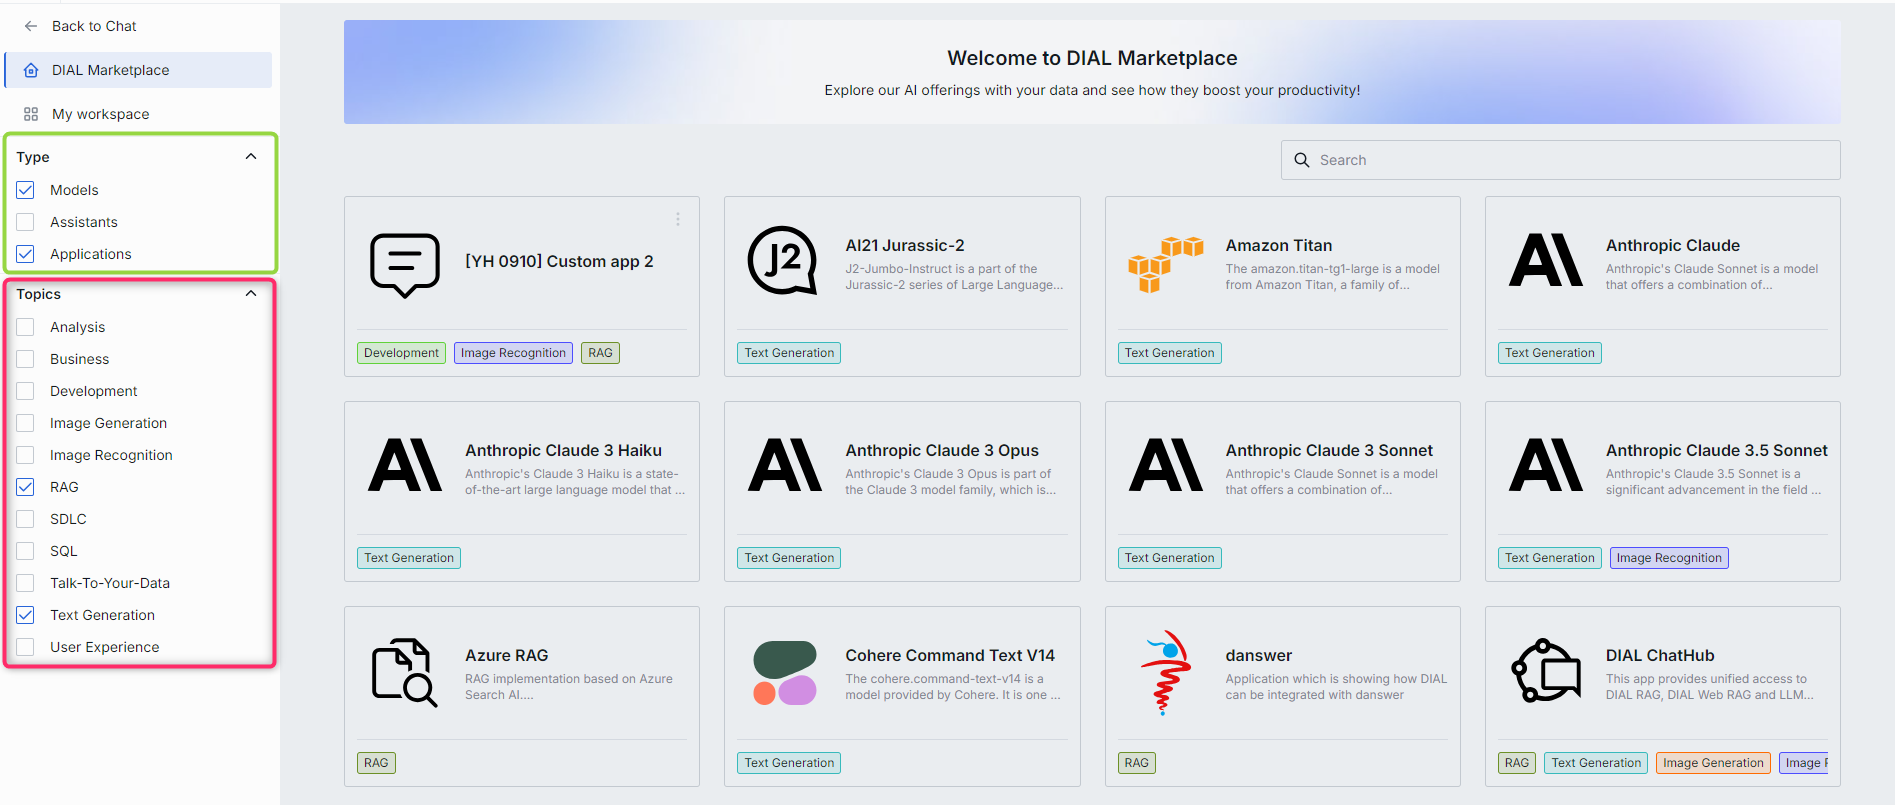 Back to Chat
DIAL Marketplace
My workspace
Type
Models
Assistants
Applications
Topics
Analysis
Business
Development
Image Generation
Image Recognition
RAG
SDLC
SQL
Talk-To-Your-Data
Text Generation
User Experience
Welcome to DIAL Marketplace
Explore our AI offerings with your data and see how they boost your productivity!
Search
[YH 0910] Custom app 2
Development Image Recognition RAG
J2
AI21 Jurassic-2
J2-Jumbo-Instruct is a part of the
Jurassic-2 series of Large Language...
Text Generation
Amazon Titan
The amazon.titan-tg1-large is a model
from Amazon Titan, a family of...
Text Generation
AI
Anthropic Claude
Anthropic's Claude Sonnet is a model
that offers a combination of...
Text Generation
AI
Anthropic Claude 3 Haiku
Anthropic's Claude 3 Haiku is a state-
of-the-art large language model that ...
Text Generation
AI
Anthropic Claude 3 Opus
Anthropic's Claude 3 Opus is part of
the Claude 3 model family, which is...
Text Generation
AI
Anthropic Claude 3 Sonnet
Anthropic's Claude Sonnet is a model
that offers a combination of...
Text Generation
AI
Anthropic Claude 3.5 Sonnet
Anthropic's Claude 3.5 Sonnet is a
significant advancement in the field ...
Text Generation Image Recognition
Azure RAG
RAG implementation based on Azure
Search AI....
RAG
Cohere Command Text V14
The cohere.command-text-v14 is a
model provided by Cohere. It is one ...
Text Generation
danswer
Application which is showing how DIAL
can be integrated with danswer
RAG
DIAL ChatHub
This app provides unified access to
DIAL RAG, DIAL Web RAG and LLM...
RAG Text Generation Image Generation Image